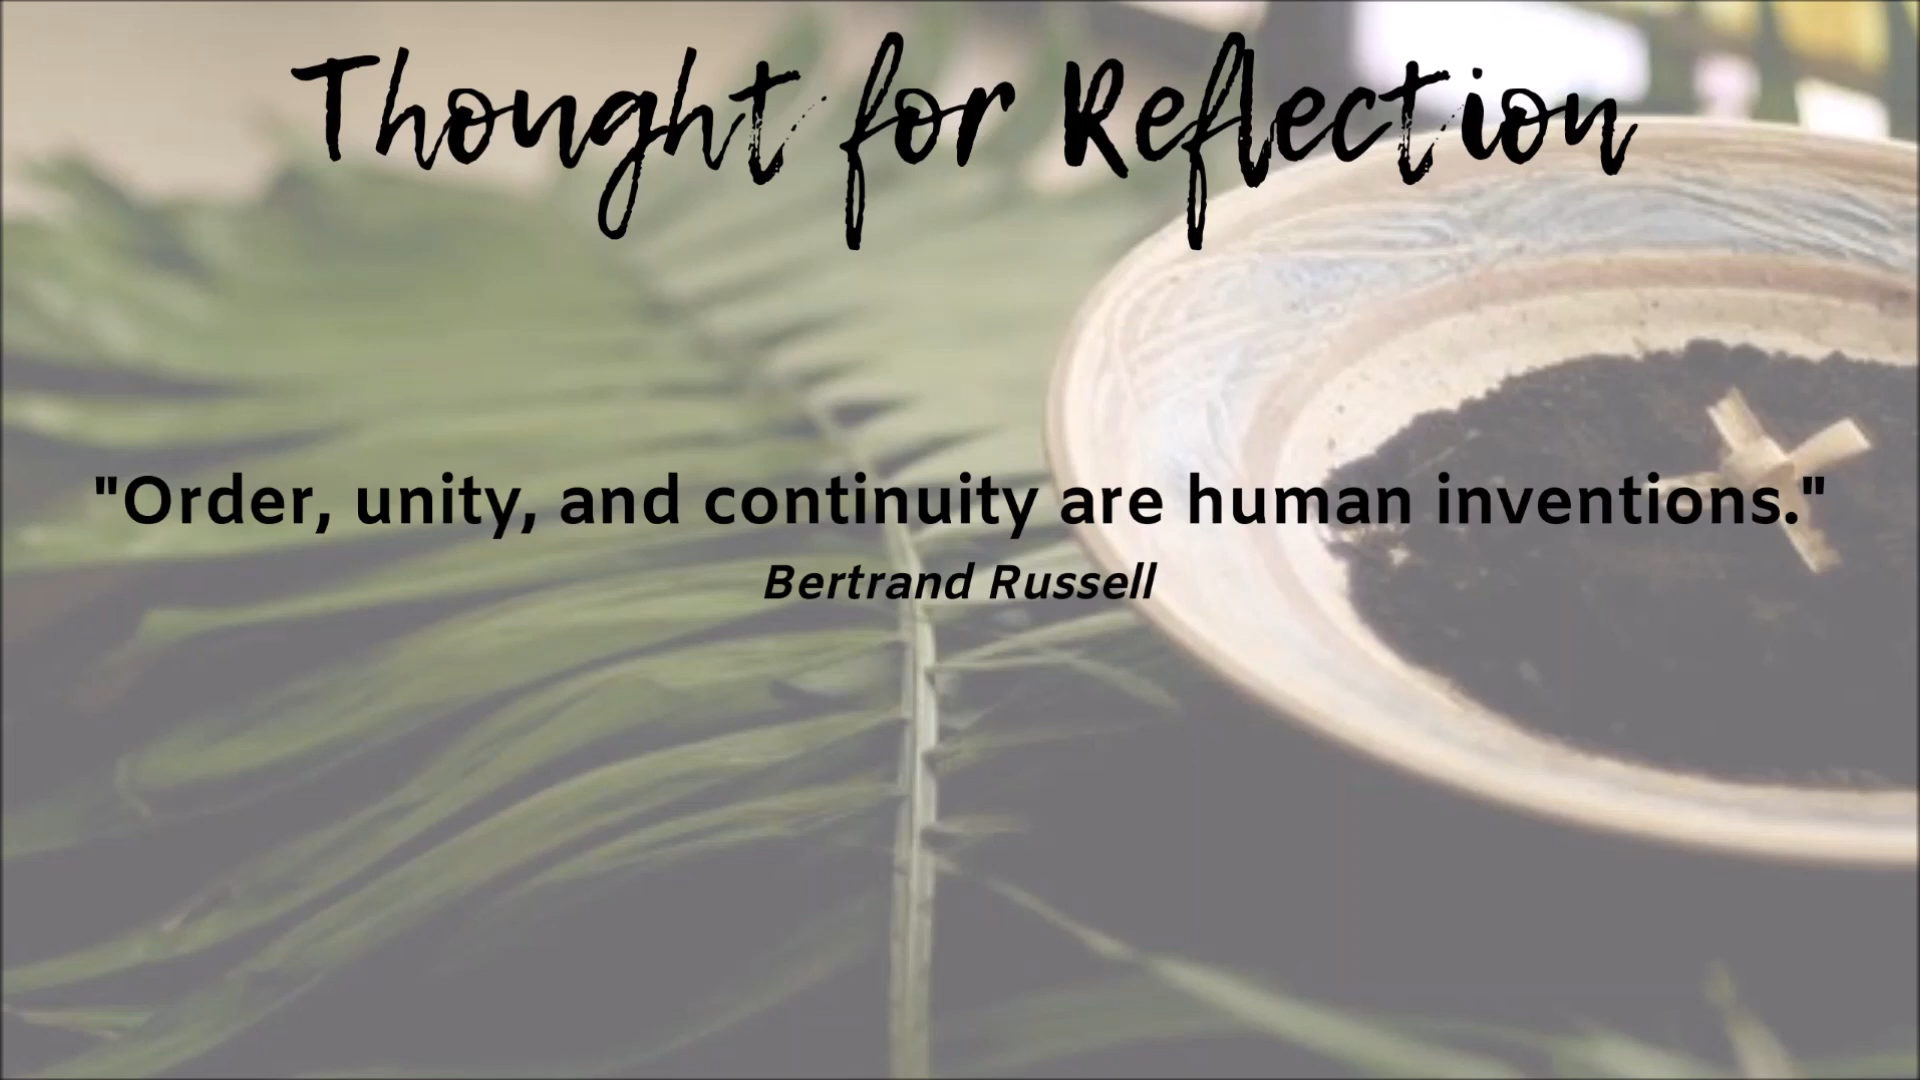 Thought for Reflection
"Order, unity, and continuity are human inventions."
Bertrand Russell